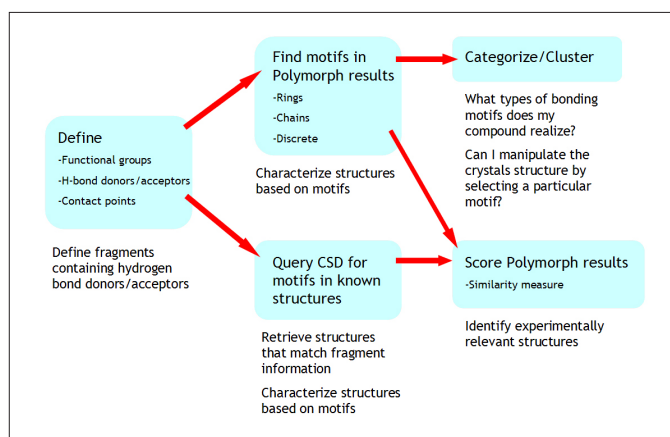 Define
-Functional groups
-H-bond donors/acceptors
-Contact points
Define fragments
containing hydrogen
bond donors/acceptors
Find motifs in
Polymorph results
-Rings
-Chains
-Discrete
Characterize structures
based on motifs
Query CSD for
motifs in known
structures
Retrieve structures
that match fragment
information
Characterize structures
based on motifs
Categorize/Cluster
What types of bonding
motifs does my
compound realize?
Can I manipulate the
crystals structure by
selecting a particular
motif?
Score Polymorph results
-Similarity measure
Identify experimentally
relevant structures